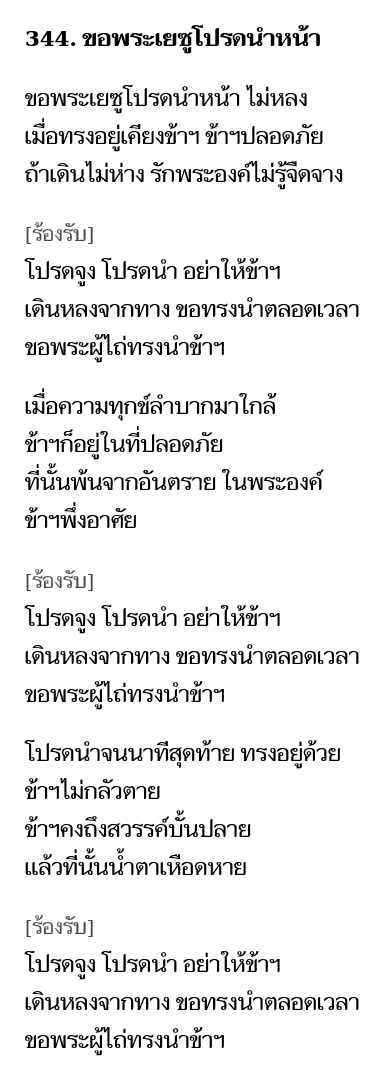 344. ขอพระเยซูโปรดนำหน้า
ขอพระเยซูโปรดนำหน้า ไม่หลง
เมื่อทรงอยู่เคียงข้าฯ ข้าฯปลอดภัย
ถ้าเดินไม่ห่าง รักพระองค์ไม่รู้จืดจาง
[ร้องรับ]
โปรดจูง โปรดนำ อย่าให้ข้าฯ
เดินหลงจากทาง ขอทรงนำตลอดเวลา
ขอพระผู้ไถ่ทรงนำข้าฯ
เมื่อความทุกข์ลำบากมาใกล้
ข้าฯก็อยู่ในที่ปลอดภัย
ที่นั้นพ้นจากอันตราย ในพระองค์
ข้าฯพึ่งอาศัย
[ร้องรับ]
โปรดจูง โปรดนำ อย่าให้ข้าฯ
เดินหลงจากทาง ขอทรงนำตลอดเวลา
ขอพระผู้ไถ่ทรงนำข้าฯ
โปรดนำจนนาทีสุดท้าย ทรงอยู่ด้วย
ข้าฯไม่กลัวตาย
ข้าฯคงถึงสวรรค์บั้นปลาย
แล้วที่นั้นน้ำตาเหือดหาย
[ร้องรับ]
โปรดจูง โปรดนำ อย่าให้ข้าฯ
เดินหลงจากทาง ขอทรงนำตลอดเวลา
ขอพระผู้ไถ่ทรงนำข้าฯ